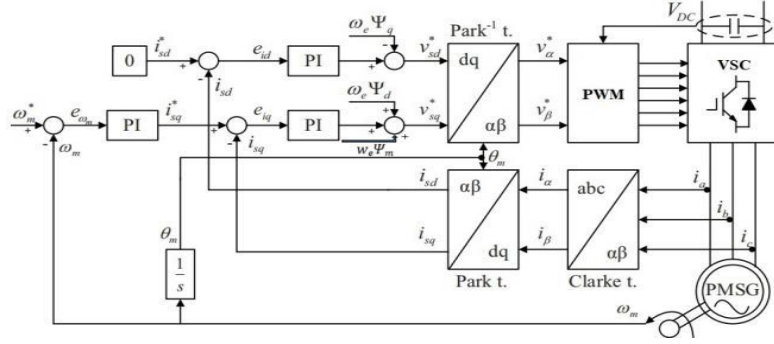 V_DC
ω_e Ψ_q
Park⁻¹ t.
0
i*_sd
+
-
e_id
PI
-
+
v*_sd
dq
αβ
v*_α
PWM
VSC
i_sd
ω_e Ψ_d
ω*_m
+
-
e_ωm
PI
i*_sq
+
-
e_iq
PI
+
+ +
v*_sq
v*_β
ω_m
i_sq
w_e Ψ_m
θ_m
i_sd
αβ
dq
i_α
abc
αβ
i_a
i_b
θ_m
i_sq
i_β
i_c
1
s
Park t.
Clarke t.
PMSG
ω_m